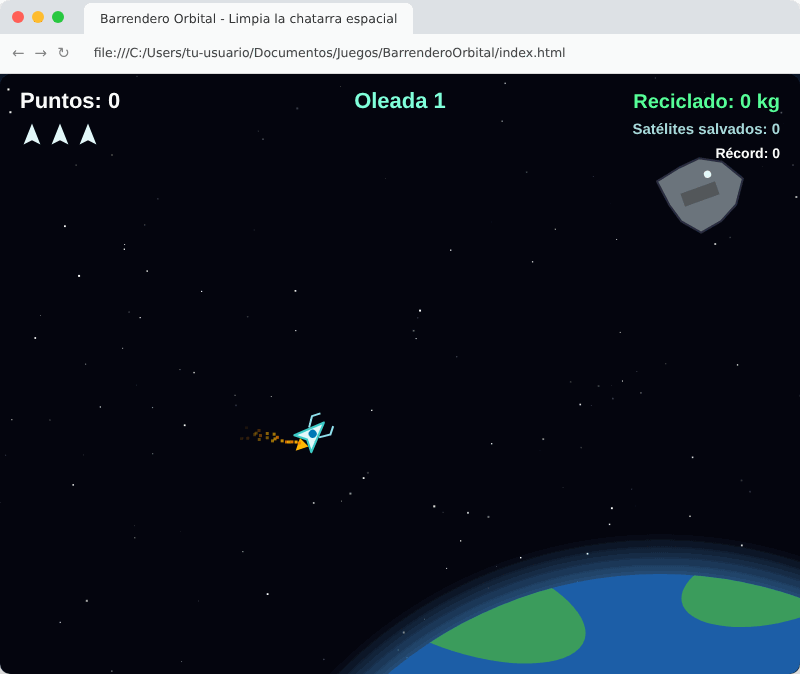 Barrendero Orbital - Limpia la chatarra espacial
file:///C:/Users/tu-usuario/Documentos/Juegos/BarrenderoOrbital/index.html
Puntos: 0
Oleada 1
Reciclado: 0 kg
Satélites salvados: 0
Récord: 0